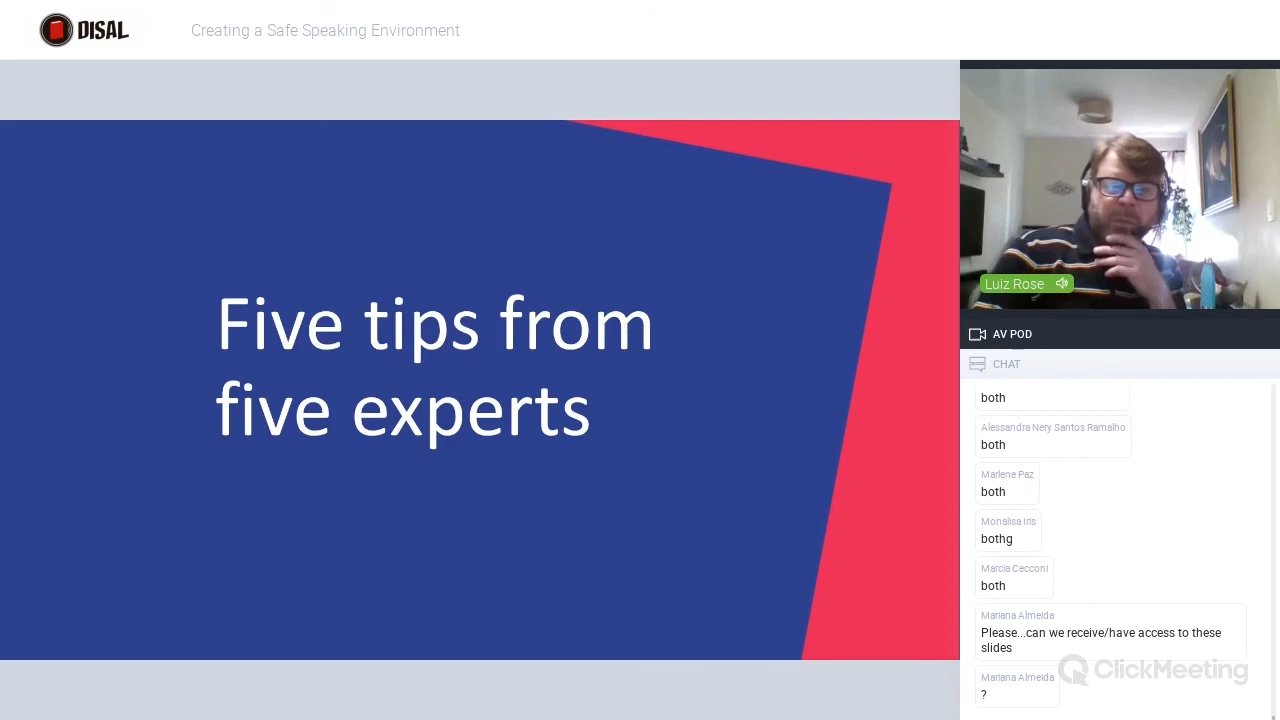 DISAL
Creating a Safe Speaking Environment
Five tips from
five experts
Luiz Rose
AV POD
CHAT
both
Alessandra Nery Santos Ramalho
both
Marlene Paz
both
Monalisa Iris
bothg
Marcia Cecconi
both
Mariana Almeida
Please...can we receive/have access to these
slides
Mariana Almeida
?
ClickMeeting